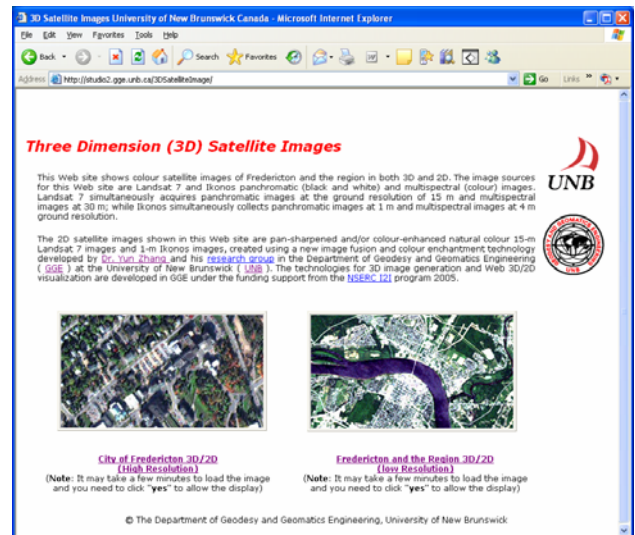 3D Satellite Images University of New Brunswick Canada - Microsoft Internet Explorer
File Edit View Favorites Tools Help
Back Search Favorites
Address http://studio2.gge.unb.ca/3DSatelliteImage/ Go Links »
Three Dimension (3D) Satellite Images
This Web site shows colour satellite images of Fredericton and the region in both 3D and 2D. The image sources
for this Web site are Landsat 7 and Ikonos panchromatic (black and white) and multispectral (colour) images.
Landsat 7 simultaneously acquires panchromatic images at the ground resolution of 15 m and multispectral
images at 30 m; while Ikonos simultaneously collects panchromatic images at 1 m and multispectral images at 4 m
ground resolution.
UNB
The 2D satellite images shown in this Web site are pan-sharpened and/or colour-enhanced natural colour 15-m
Landsat 7 images and 1-m Ikonos images, created using a new image fusion and colour enchantment technology
developed by Dr. Yun Zhang and his research group in the Department of Geodesy and Geomatics Engineering
( GGE ) at the University of New Brunswick ( UNB ). The technologies for 3D image generation and Web 3D/2D
visualization are developed in GGE under the funding support from the NSERC I2I program 2005.
GEODESY AND GEOMATICS ENGINEERING
UNB
City of Fredericton 3D/2D
(High Resolution)
(Note: It may take a few minutes to load the image
and you need to click "yes" to allow the display)
Fredericton and the Region 3D/2D
(low Resolution)
(Note: It may take a few minutes to load the image
and you need to click "yes" to allow the display)
© The Department of Geodesy and Geomatics Engineering, University of New Brunswick